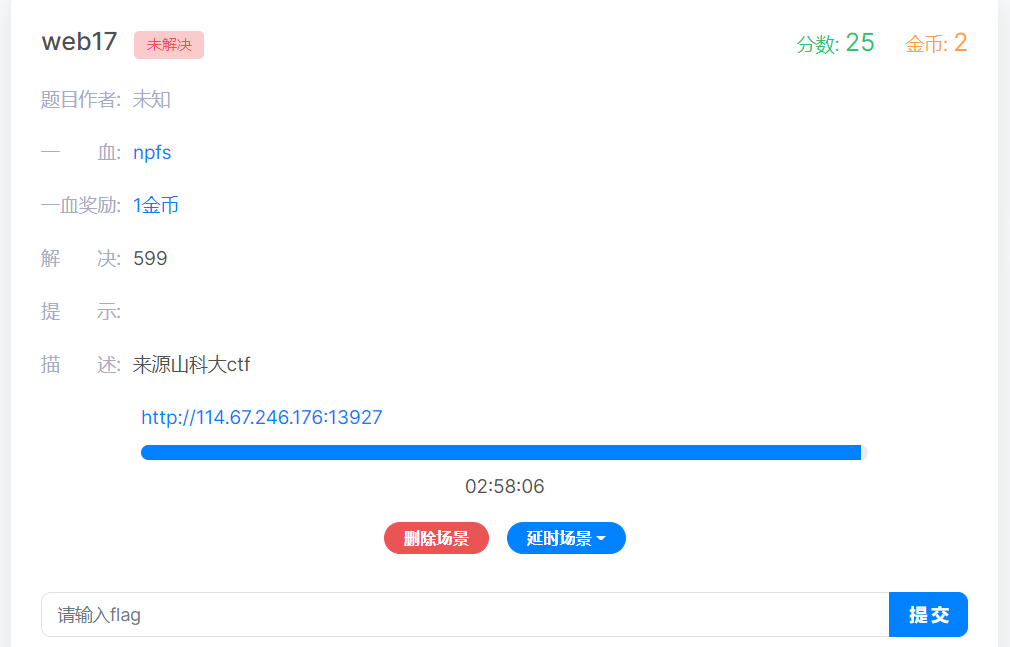 web17 未解决 分数: 25 金币: 2
题目作者: 未知
一 血: npfs
一血奖励: 1金币
解 决: 599
提 示:
描 述: 来源山科大ctf
http://114.67.246.176:13927
02:58:06
删除场景 延时场景
请输入flag 提交